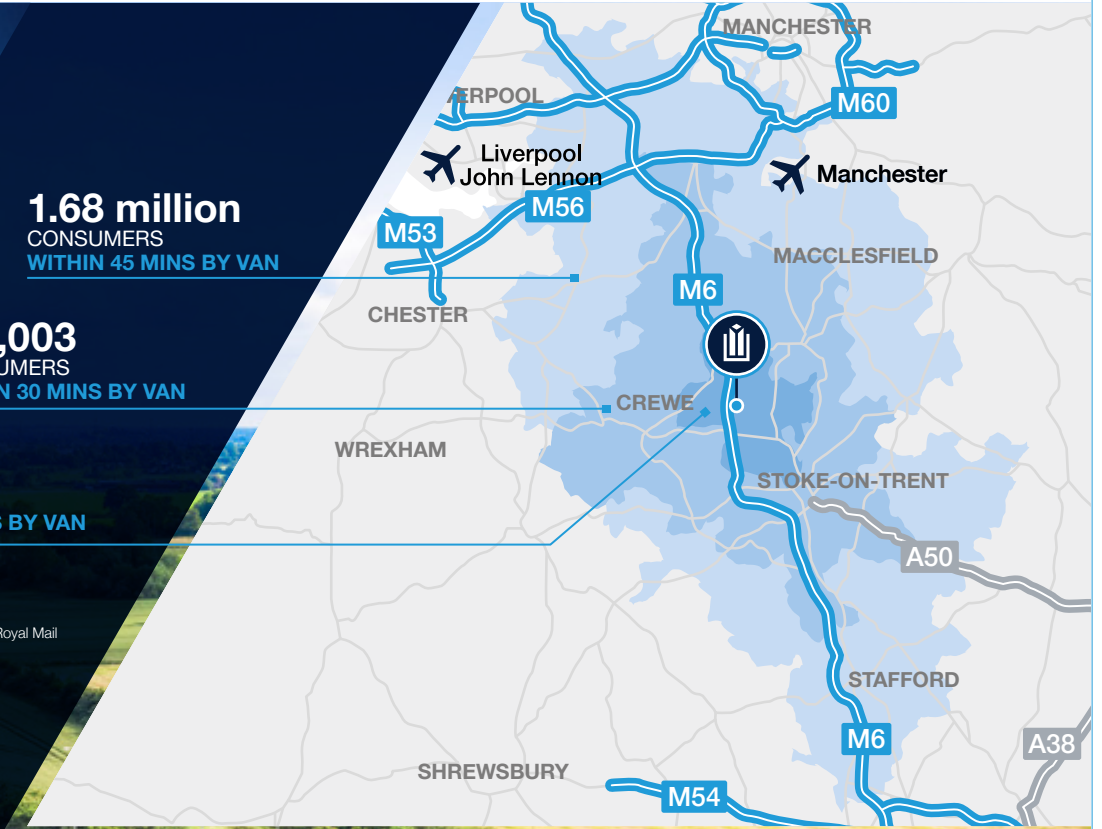 1.68 million
CONSUMERS
WITHIN 45 MINS BY VAN
,003
UMERS
N 30 MINS BY VAN
BY VAN
Royal Mail
MANCHESTER
ERPOOL
M60
Liverpool
John Lennon
Manchester
M56
M53
MACCLESFIELD
M6
CHESTER
CREWE
WREXHAM
STOKE-ON-TRENT
A50
STAFFORD
M6
A38
SHREWSBURY
M54